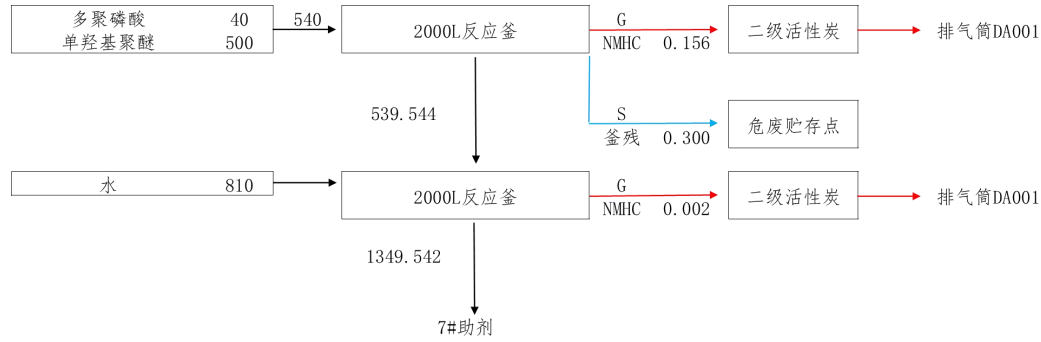 多聚磷酸 40
单羟基聚醚 500
540
2000L反应釜
G
NMHC 0.156
二级活性炭
排气筒DA001
539.544
S
釜残 0.300
危废贮存点
水 810
2000L反应釜
G
NMHC 0.002
二级活性炭
排气筒DA001
1349.542
7#助剂